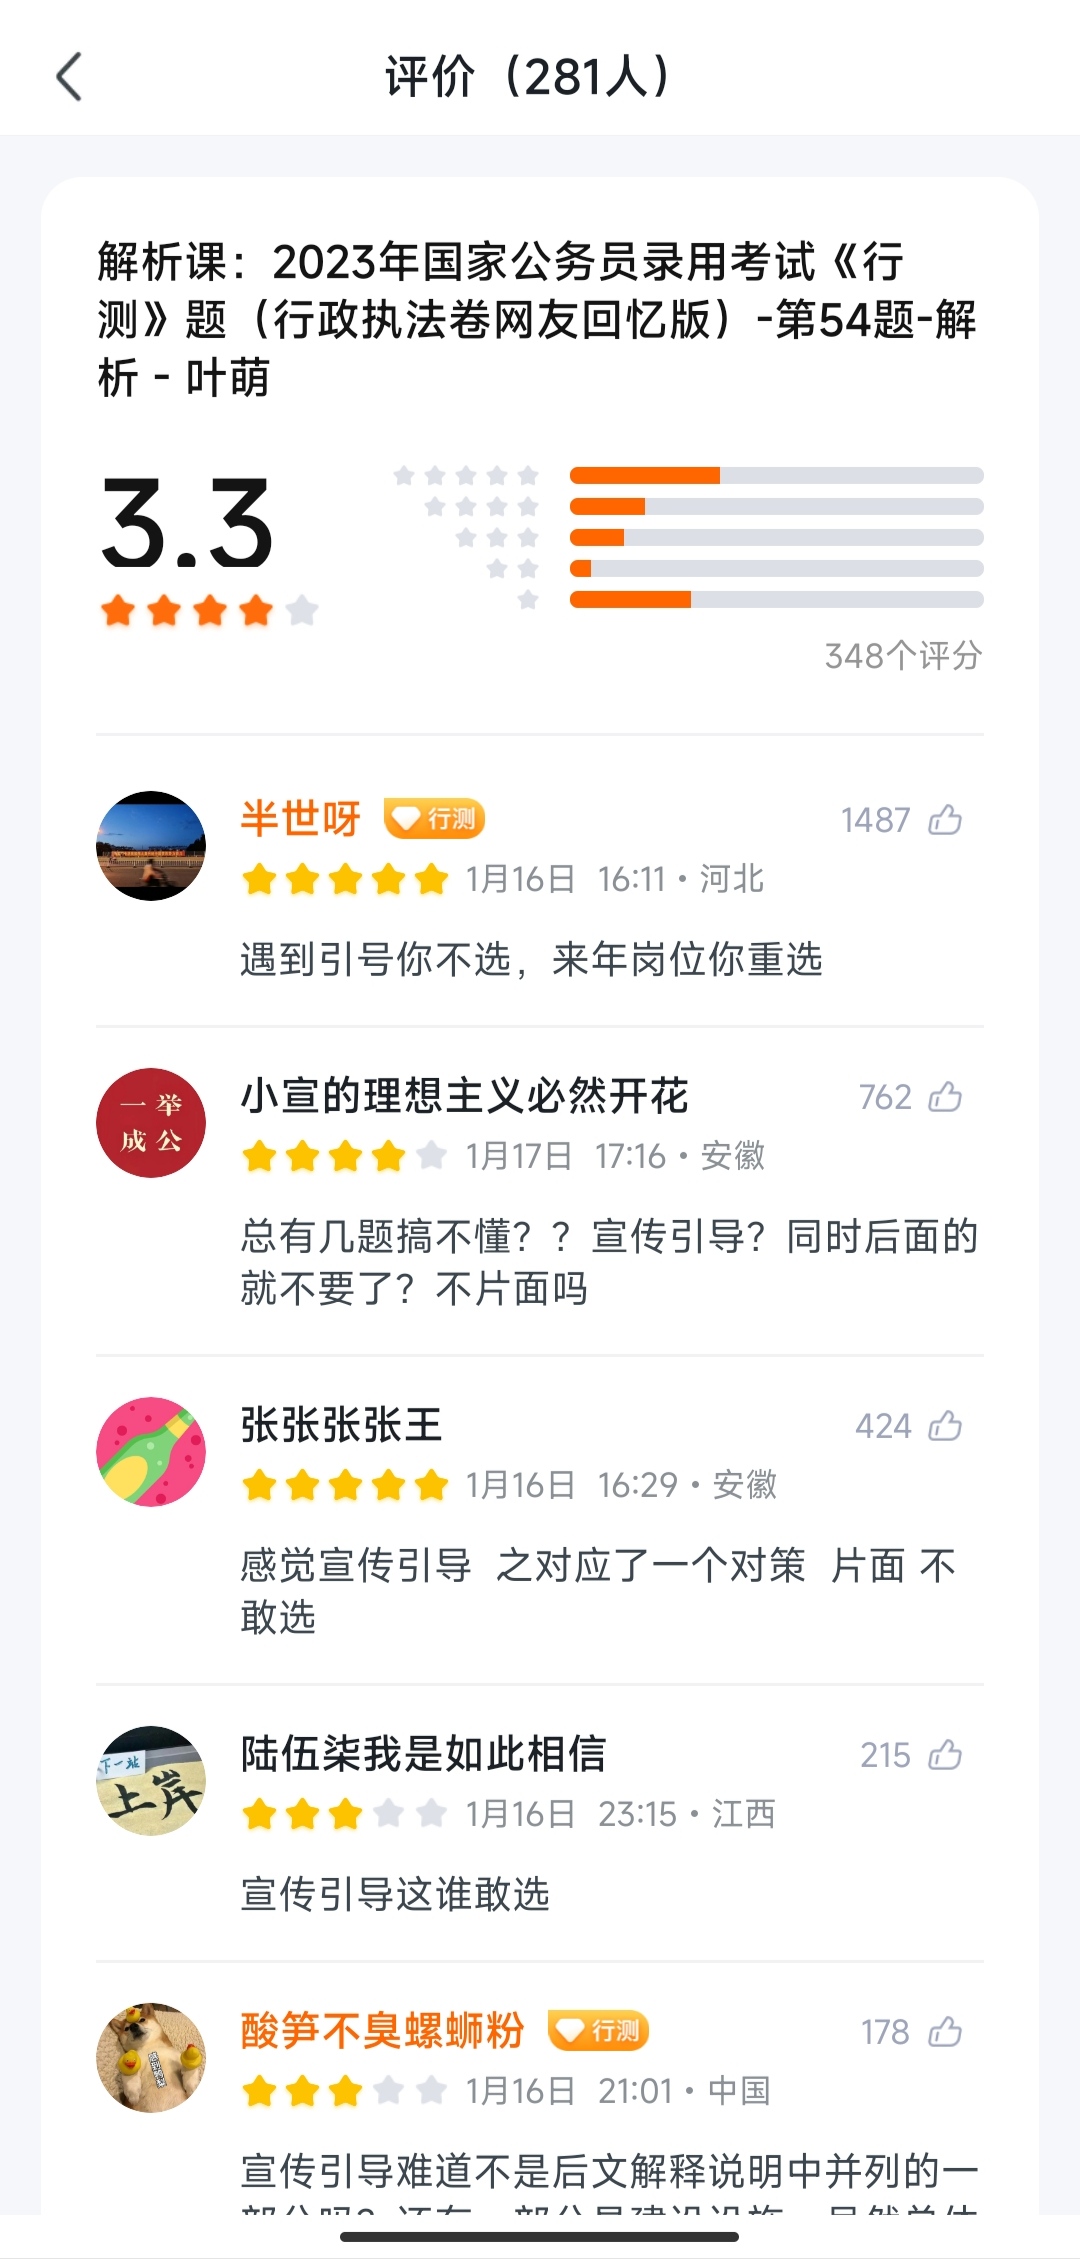 评价（281人）
解析课：2023年国家公务员录用考试《行
测》题（行政执法卷网友回忆版）-第54题-解
析 - 叶萌
3.3
348个评分
半世呀 行测 1487
1月16日 16:11 · 河北
遇到引号你不选，来年岗位你重选
一举
成公
小宣的理想主义必然开花 762
1月17日 17:16 · 安徽
总有几题搞不懂？？宣传引导？同时后面的
就不要了？不片面吗
张张张张王 424
1月16日 16:29 · 安徽
感觉宣传引导 之对应了一个对策 片面 不
敢选
下一站
上岸
陆伍柒我是如此相信 215
1月16日 23:15 · 江西
宣传引导这谁敢选
酸笋不臭螺蛳粉 行测 178
1月16日 21:01 · 中国
宣传引导难道不是后文解释说明中并列的一